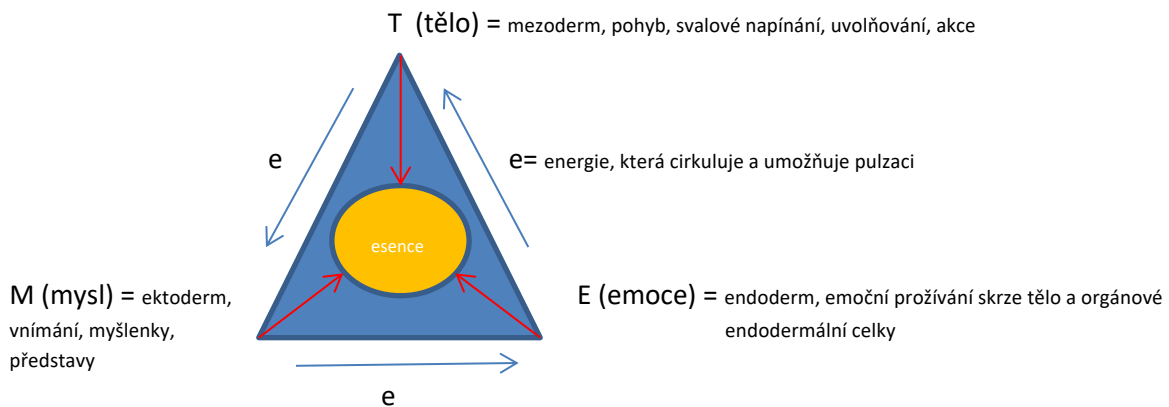 T (tělo) = mezoderm, pohyb, svalové napínání, uvolňování, akce
e
e= energie, která cirkuluje a umožňuje pulzaci
esence
M (mysl) = ektoderm,
vnímání, myšlenky,
představy
E (emoce) = endoderm, emoční prožívání skrze tělo a orgánové
endodermální celky
e